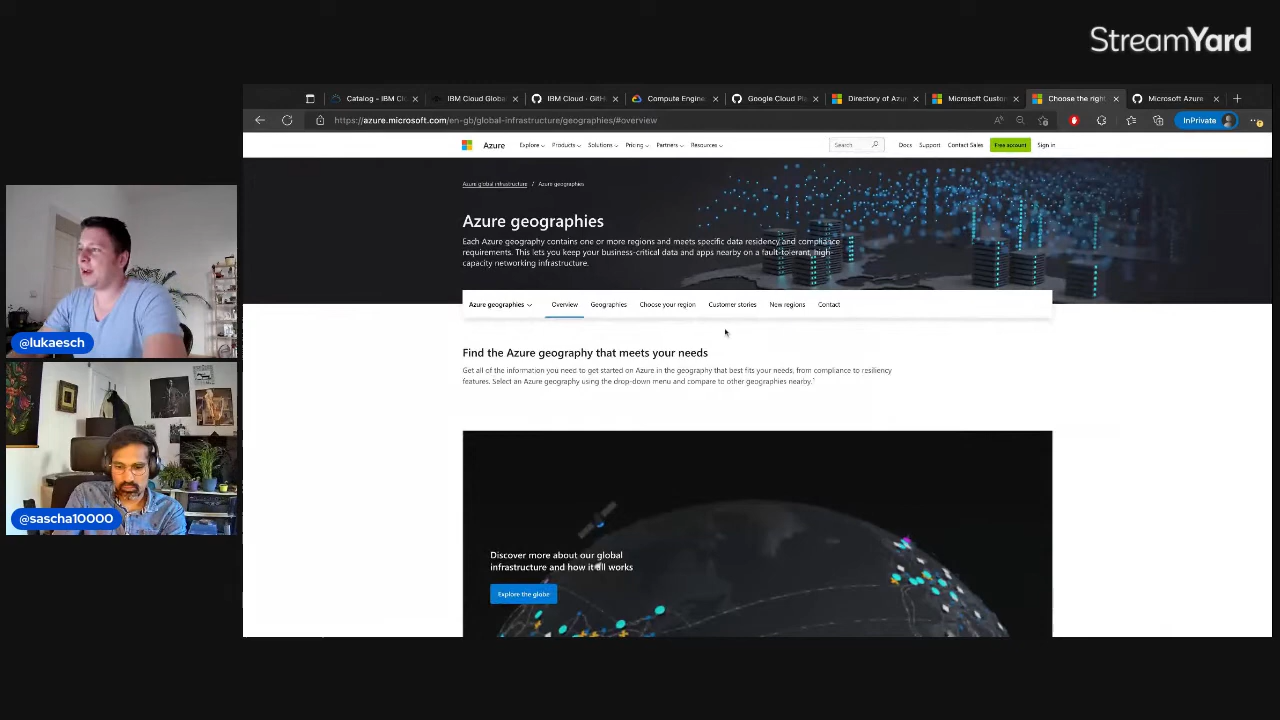 StreamYard
Catalog - IBM Cl
IBM Cloud Globa
IBM Cloud · GitH
Compute Engine
Google Cloud Pla
Directory of Azur
Microsoft Custo
Choose the right
Microsoft Azure
https://azure.microsoft.com/en-gb/global-infrastructure/geographies/#overview
InPrivate
Azure
Explore
Products
Solutions
Pricing
Partners
Resources
Search
Docs
Support
Contact Sales
Free account
Sign in
Azure global infrastructure / Azure geographies
Azure geographies
Each Azure geography contains one or more regions and meets specific data residency and compliance
requirements. This lets you keep your business-critical data and apps nearby on a fault-tolerant, high-
capacity networking infrastructure.
Azure geographies
Overview
Geographies
Choose your region
Customer stories
New regions
Contact
Find the Azure geography that meets your needs
Get all of the information you need to get started on Azure in the geography that best fits your needs, from compliance to resiliency
features. Select an Azure geography using the drop-down menu and compare to other geographies nearby.*
Discover more about our global
infrastructure and how it all works
Explore the globe
@lukaesch
@sascha10000